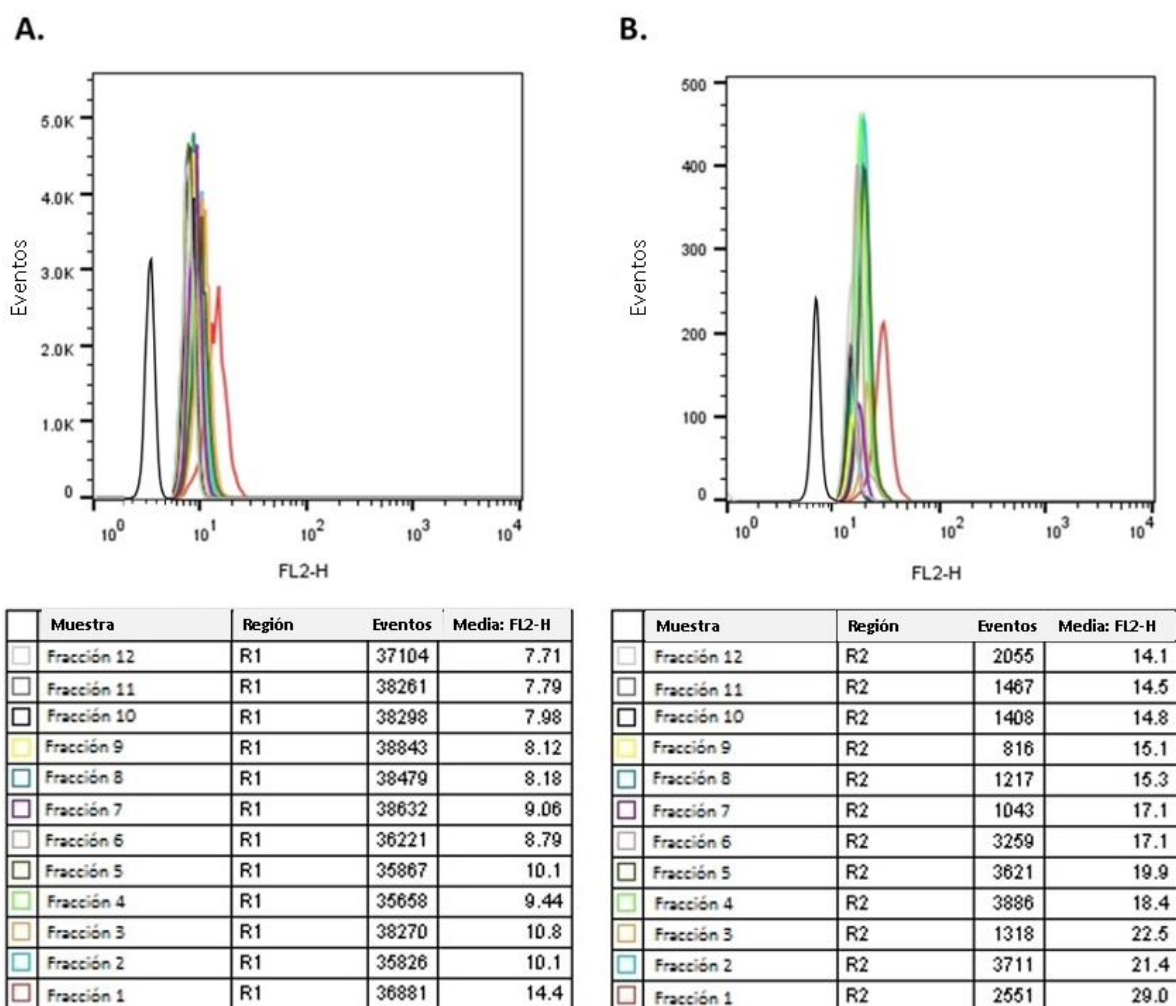 A.
B.
Eventos
5.0K
4.0K
3.0K
2.0K
1.0K
0
10^0 10^1 10^2 10^3 10^4
FL2-H
Eventos
500
400
300
200
100
0
10^0 10^1 10^2 10^3 10^4
FL2-H
Muestra Región Eventos Media: FL2-H
Fracción 12 R1 37104 7.71
Fracción 11 R1 38261 7.79
Fracción 10 R1 38298 7.98
Fracción 9 R1 38843 8.12
Fracción 8 R1 38479 8.18
Fracción 7 R1 38632 9.06
Fracción 6 R1 36221 8.79
Fracción 5 R1 35867 10.1
Fracción 4 R1 35658 9.44
Fracción 3 R1 38270 10.8
Fracción 2 R1 35826 10.1
Fracción 1 R1 36881 14.4
Muestra Región Eventos Media: FL2-H
Fracción 12 R2 2055 14.1
Fracción 11 R2 1467 14.5
Fracción 10 R2 1408 14.8
Fracción 9 R2 816 15.1
Fracción 8 R2 1217 15.3
Fracción 7 R2 1043 17.1
Fracción 6 R2 3259 17.1
Fracción 5 R2 3621 19.9
Fracción 4 R2 3886 18.4
Fracción 3 R2 1318 22.5
Fracción 2 R2 3711 21.4
Fracción 1 R2 2551 29.0